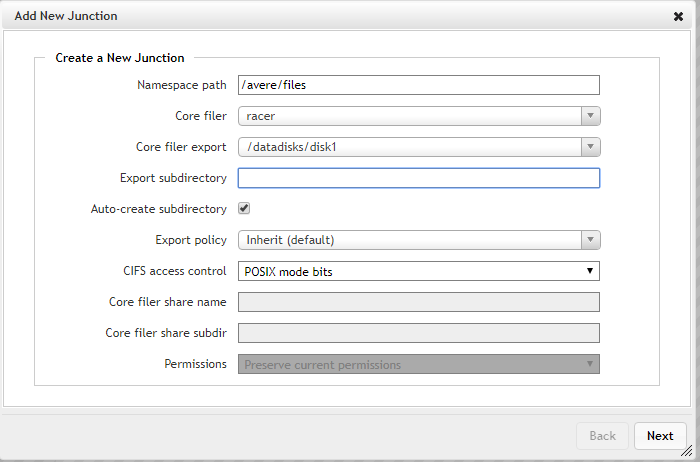 Add New Junction
Create a New Junction
Namespace path /avere/files
Core filer racer
Core filer export /datadisks/disk1
Export subdirectory
Auto-create subdirectory
Export policy Inherit (default)
CIFS access control POSIX mode bits
Core filer share name
Core filer share subdir
Permissions Preserve current permissions
Back Next